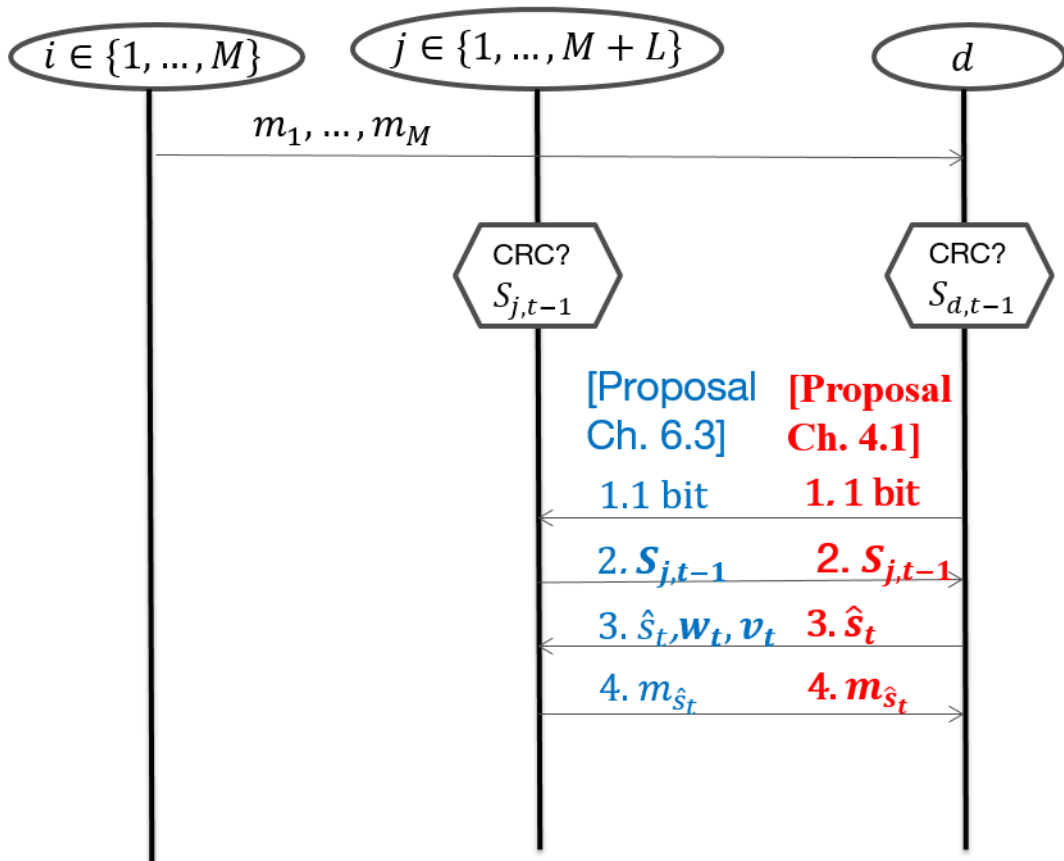 i ∈ {1, ..., M}
j ∈ {1, ..., M + L}
d
m₁, ..., m_M
CRC?
S_{j,t−1}
CRC?
S_{d,t−1}
[Proposal
Ch. 6.3]
[Proposal
Ch. 4.1]
1.1 bit
1. 1 bit
2. S_{j,t−1}
2. S_{j,t−1}
3. ŝ_t,w_t, v_t
3. ŝ_t
4. m_{ŝ_t}
4. m_{ŝ_t}